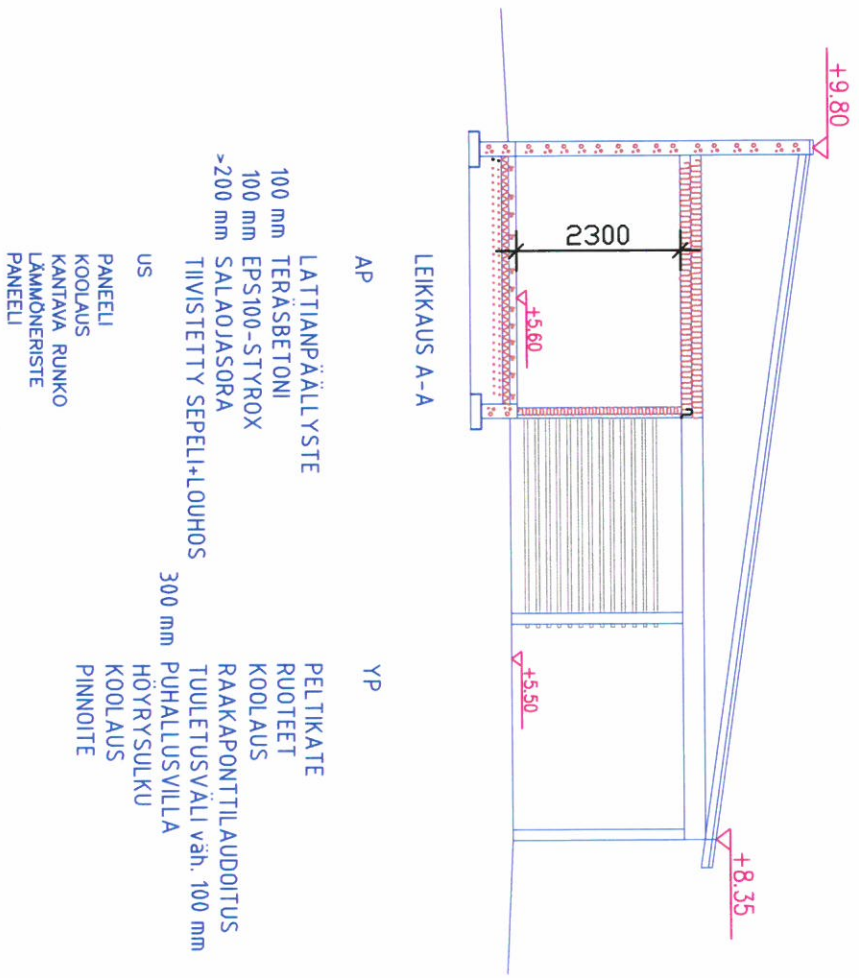 +9.80
2300
+5.60
+5.50
+8.35
LEIKKAUS A-A
AP
LATTIANPÄÄLLYSTE
100 mm TERÄSBETONI
100 mm EPS100-STYROX
>200 mm SALAOJASORA
TIIVISTETTY SEPELI+LOUHOS
US
PANEELI
KOOLAUS
KANTAVA RUNKO
LÄMMÖNERISTE
PANEELI
YP
PELTIKATE
RUOTEET
KOOLAUS
RAAKAPONTTILAUDOITUS
TUULETUSVÄLI väh. 100 mm
300 mm PUHALLUSVILLA
HÖYRYSULKU
KOOLAUS
PINNOITE